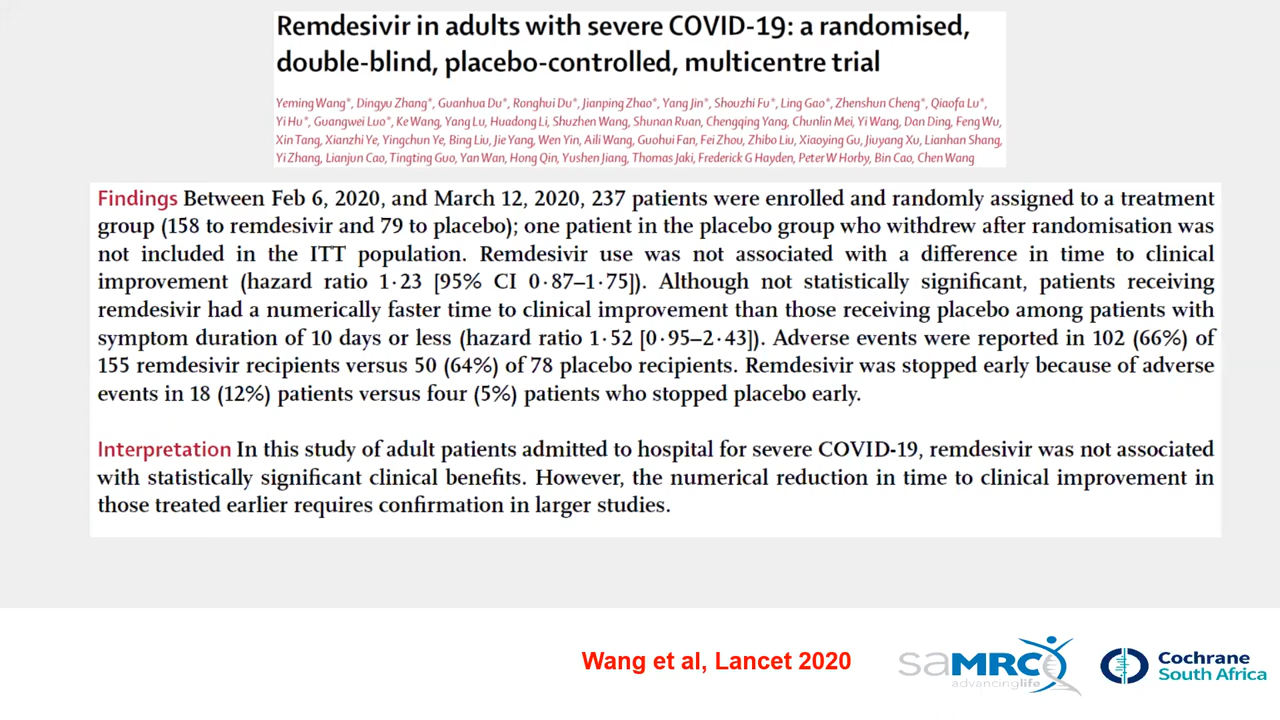 Remdesivir in adults with severe COVID-19: a randomised,
double-blind, placebo-controlled, multicentre trial
Yeming Wang*, Dingyu Zhang*, Guanhua Du*, Ronghui Du*, Jianping Zhao*, Yang Jin*, Shouzhi Fu*, Ling Gao*, Zhenshun Cheng*, Qiaofa Lu*,
Yi Hu*, Guangwei Luo*, Ke Wang, Yang Lu, Huadong Li, Shuzhen Wang, Shunan Ruan, Chengqing Yang, Chunlin Mei, Yi Wang, Dan Ding, Feng Wu,
Xin Tang, Xianzhi Ye, Yingchun Ye, Bing Liu, Jie Yang, Wen Yin, Aili Wang, Guohui Fan, Fei Zhou, Zhibo Liu, Xiaoying Gu, Jiuyang Xu, Lianhan Shang,
Yi Zhang, Lianjun Cao, Tingting Guo, Yan Wan, Hong Qin, Yushen Jiang, Thomas Jaki, Frederick G Hayden, Peter W Horby, Bin Cao, Chen Wang
Findings Between Feb 6, 2020, and March 12, 2020, 237 patients were enrolled and randomly assigned to a treatment
group (158 to remdesivir and 79 to placebo); one patient in the placebo group who withdrew after randomisation was
not included in the ITT population. Remdesivir use was not associated with a difference in time to clinical
improvement (hazard ratio 1·23 [95% CI 0·87–1·75]). Although not statistically significant, patients receiving
remdesivir had a numerically faster time to clinical improvement than those receiving placebo among patients with
symptom duration of 10 days or less (hazard ratio 1·52 [0·95–2·43]). Adverse events were reported in 102 (66%) of
155 remdesivir recipients versus 50 (64%) of 78 placebo recipients. Remdesivir was stopped early because of adverse
events in 18 (12%) patients versus four (5%) patients who stopped placebo early.
Interpretation In this study of adult patients admitted to hospital for severe COVID-19, remdesivir was not associated
with statistically significant clinical benefits. However, the numerical reduction in time to clinical improvement in
those treated earlier requires confirmation in larger studies.
Wang et al, Lancet 2020
saMRC
advancinglife
Cochrane
South Africa